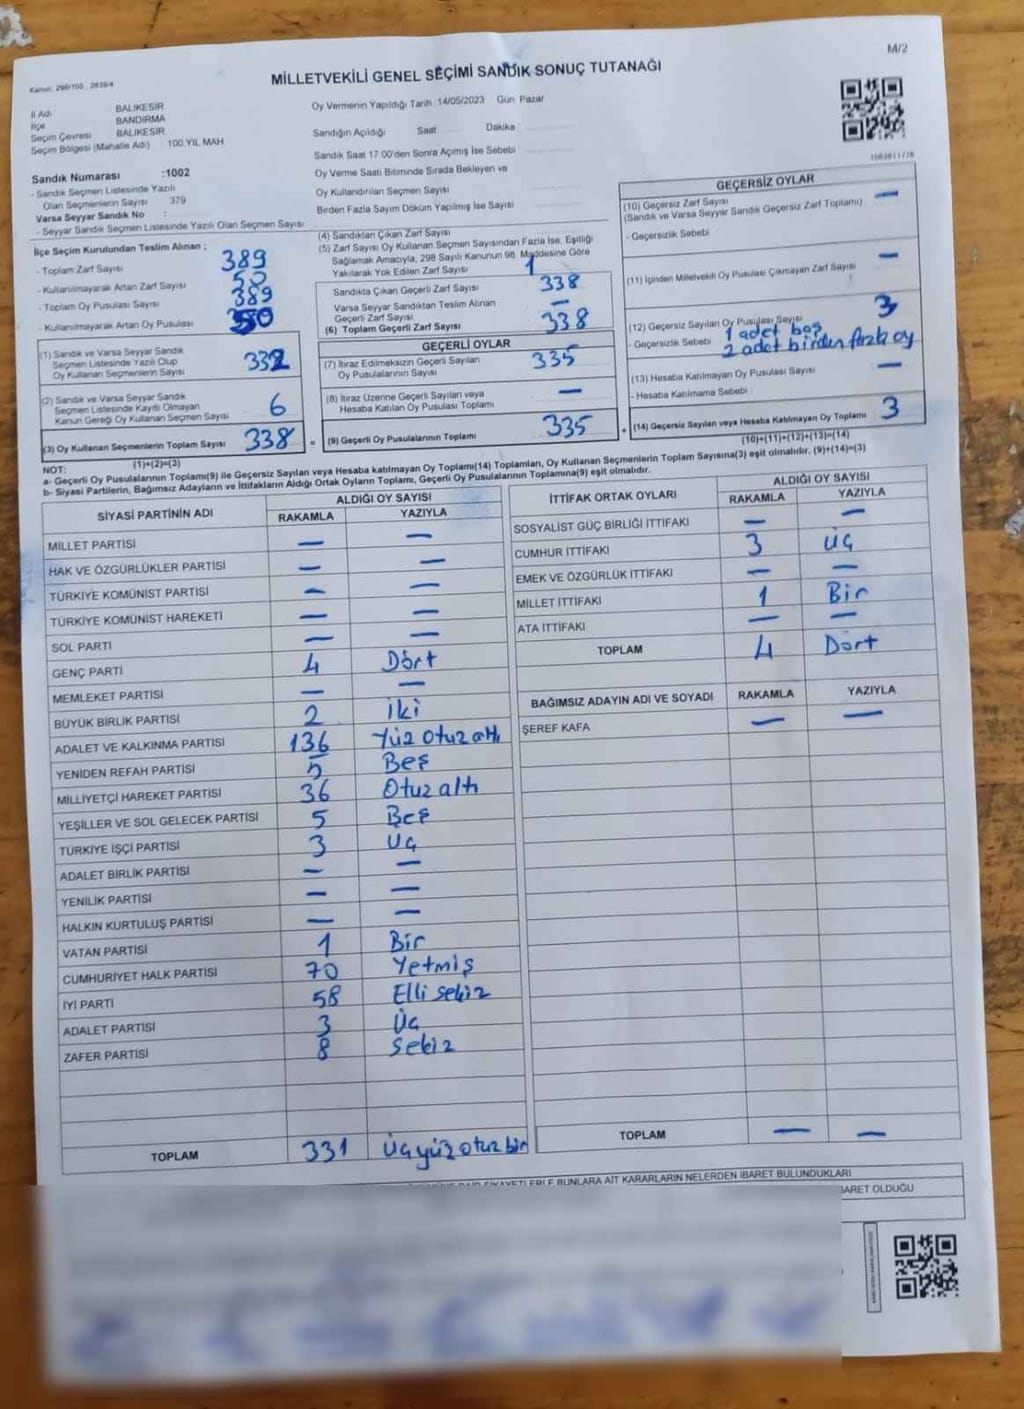 M/2
MİLLETVEKİLİ GENEL SEÇİMİ SANDIK SONUÇ TUTANAĞI
İl Adı : BALIKESİR
İlçe BANDIRMA
Seçim Çevresi BALIKESİR
Seçim Bölgesi (Mahalle Adı) : 100.YIL MAH
Sandık Numarası :1002
- Sandık Seçmen Listesinde Yazılı
Olan Seçmenlerin Sayısı 379
Varsa Seyyar Sandık No :
- Seyyar Sandık Seçmen Listesinde Yazılı Olan Seçmen Sayısı :
Oy Vermenin Yapıldığı Tarih :14/05/2023 Gün: Pazar
Sandığın Açıldığı Saat Dakika
Sandık Saat 17.00'den Sonra Açımış İse Sebebi
Oy Verme Saati Bitiminde Sırada Bekleyen ve
Oy Kullandırılan Seçmen Sayısı
Birden Fazla Sayım Döküm Yapılmış İse Sayısı
İlçe Seçim Kurulundan Teslim Alınan ;
- Toplam Zarf Sayısı 389
- Kullanılmayarak Artan Zarf Sayısı 50
- Toplam Oy Pusulası Sayısı 389
- Kullanılmayarak Artan Oy Pusulası 50
(1) Sandık ve Varsa Seyyar Sandık
Seçmen Listesinde Yazılı Olup
Oy Kullanan Seçmenlerin Sayısı 332
(2) Sandık ve Varsa Seyyar Sandık
Seçmen Listesinde Kayıtlı Olmayan
Kanun Gereği Oy Kullanan Seçmen Sayısı 6
(3) Oy Kullanan Seçmenlerin Toplam Sayısı 338
(1)+(2)=(3)
(4) Sandıktan Çıkan Zarf Sayısı
(5) Zarf Sayısı Oy Kullanan Seçmen Sayısından Fazla İse, Eşitliği
Sağlamak Amacıyla, 298 Sayılı Kanunun 98. Maddesine Göre
Yakılarak Yok Edilen Zarf Sayısı 1
Sandıkta Çıkan Geçerli Zarf Sayısı 338
Varsa Seyyar Sandıktan Teslim Alınan
Geçerli Zarf Sayısı —
(6) Toplam Geçerli Zarf Sayısı 338
GEÇERLİ OYLAR
(7) İtiraz Edilmeksizin Geçerli Sayılan
Oy Pusulalarının Sayısı 335
(8) İtiraz Üzerine Geçerli Sayılan veya
Hesaba Katılan Oy Pusulası Toplamı —
= (9) Geçerli Oy Pusulalarının Toplamı 335
GEÇERSİZ OYLAR
(10) Geçersiz Zarf Sayısı —
(Sandık ve Varsa Seyyar Sandık Geçersiz Zarf Toplamı)
- Geçersizlik Sebebi
(11) İçinden Milletvekili Oy Pusulası Çıkmayan Zarf Sayısı —
(12) Geçersiz Sayılan Oy Pusulası Sayısı 3
- Geçersizlik Sebebi 1 adet boş
2 adet birden fazla oy
(13) Hesaba Katılmayan Oy Pusulası Sayısı —
- Hesaba Katılmama Sebebi
+ (14) Geçersiz Sayılan veya Hesaba Katılmayan Oy Toplamı 3
(10)+(11)+(12)+(13)=(14)
NOT:
a- Geçerli Oy Pusulalarının Toplamı(9) ile Geçersiz Sayılan veya Hesaba katılmayan Oy Toplamı(14) Toplamları, Oy Kullanan Seçmenlerin Toplam Sayısına(3) eşit olmalıdır. (9)+(14)=(3)
b- Siyasi Partilerin, Bağımsız Adayların ve İttifakların Aldığı Ortak Oyların Toplamı, Geçerli Oy Pusulalarının Toplamına(9) eşit olmalıdır.
SİYASİ PARTİNİN ADI ALDIĞI OY SAYISI
RAKAMLA YAZIYLA
MİLLET PARTİSİ — —
HAK VE ÖZGÜRLÜKLER PARTİSİ — —
TÜRKİYE KOMÜNİST PARTİSİ — —
TÜRKİYE KOMÜNİST HAREKETİ — —
SOL PARTİ — —
GENÇ PARTİ 4 Dört
MEMLEKET PARTİSİ — —
BÜYÜK BİRLİK PARTİSİ 2 İki
ADALET VE KALKINMA PARTİSİ 136 Yüz otuz altı
YENİDEN REFAH PARTİSİ 5 Beş
MİLLİYETÇİ HAREKET PARTİSİ 36 Otuz altı
YEŞİLLER VE SOL GELECEK PARTİSİ 5 Beş
TÜRKİYE İŞÇİ PARTİSİ 3 Üç
ADALET BİRLİK PARTİSİ — —
YENİLİK PARTİSİ — —
HALKIN KURTULUŞ PARTİSİ — —
VATAN PARTİSİ 1 Bir
CUMHURİYET HALK PARTİSİ 70 Yetmiş
İYİ PARTİ 58 Elli sekiz
ADALET PARTİSİ 3 Üç
ZAFER PARTİSİ 8 Sekiz
TOPLAM 331 Üçyüz otuz bir
İTTİFAK ORTAK OYLARI ALDIĞI OY SAYISI
RAKAMLA YAZIYLA
SOSYALİST GÜÇ BİRLİĞİ İTTİFAKI — —
CUMHUR İTTİFAKI 3 üç
EMEK VE ÖZGÜRLÜK İTTİFAKI — —
MİLLET İTTİFAKI 1 Bir
ATA İTTİFAKI — —
TOPLAM 4 Dört
BAĞIMSIZ ADAYIN ADI VE SOYADI RAKAMLA YAZIYLA
ŞEREF KAFA — —
TOPLAM — —
BUNLARA AİT KARARLARIN NELERDEN İBARET BULUNDUKLARI
OLDUĞU